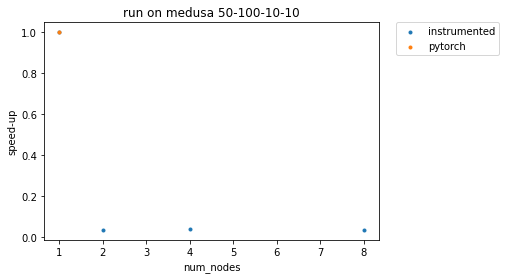 run on medusa 50-100-10-10
instrumented
pytorch
1.0
0.8
0.6
0.4
0.2
0.0
speed-up
1 2 3 4 5 6 7 8
num_nodes